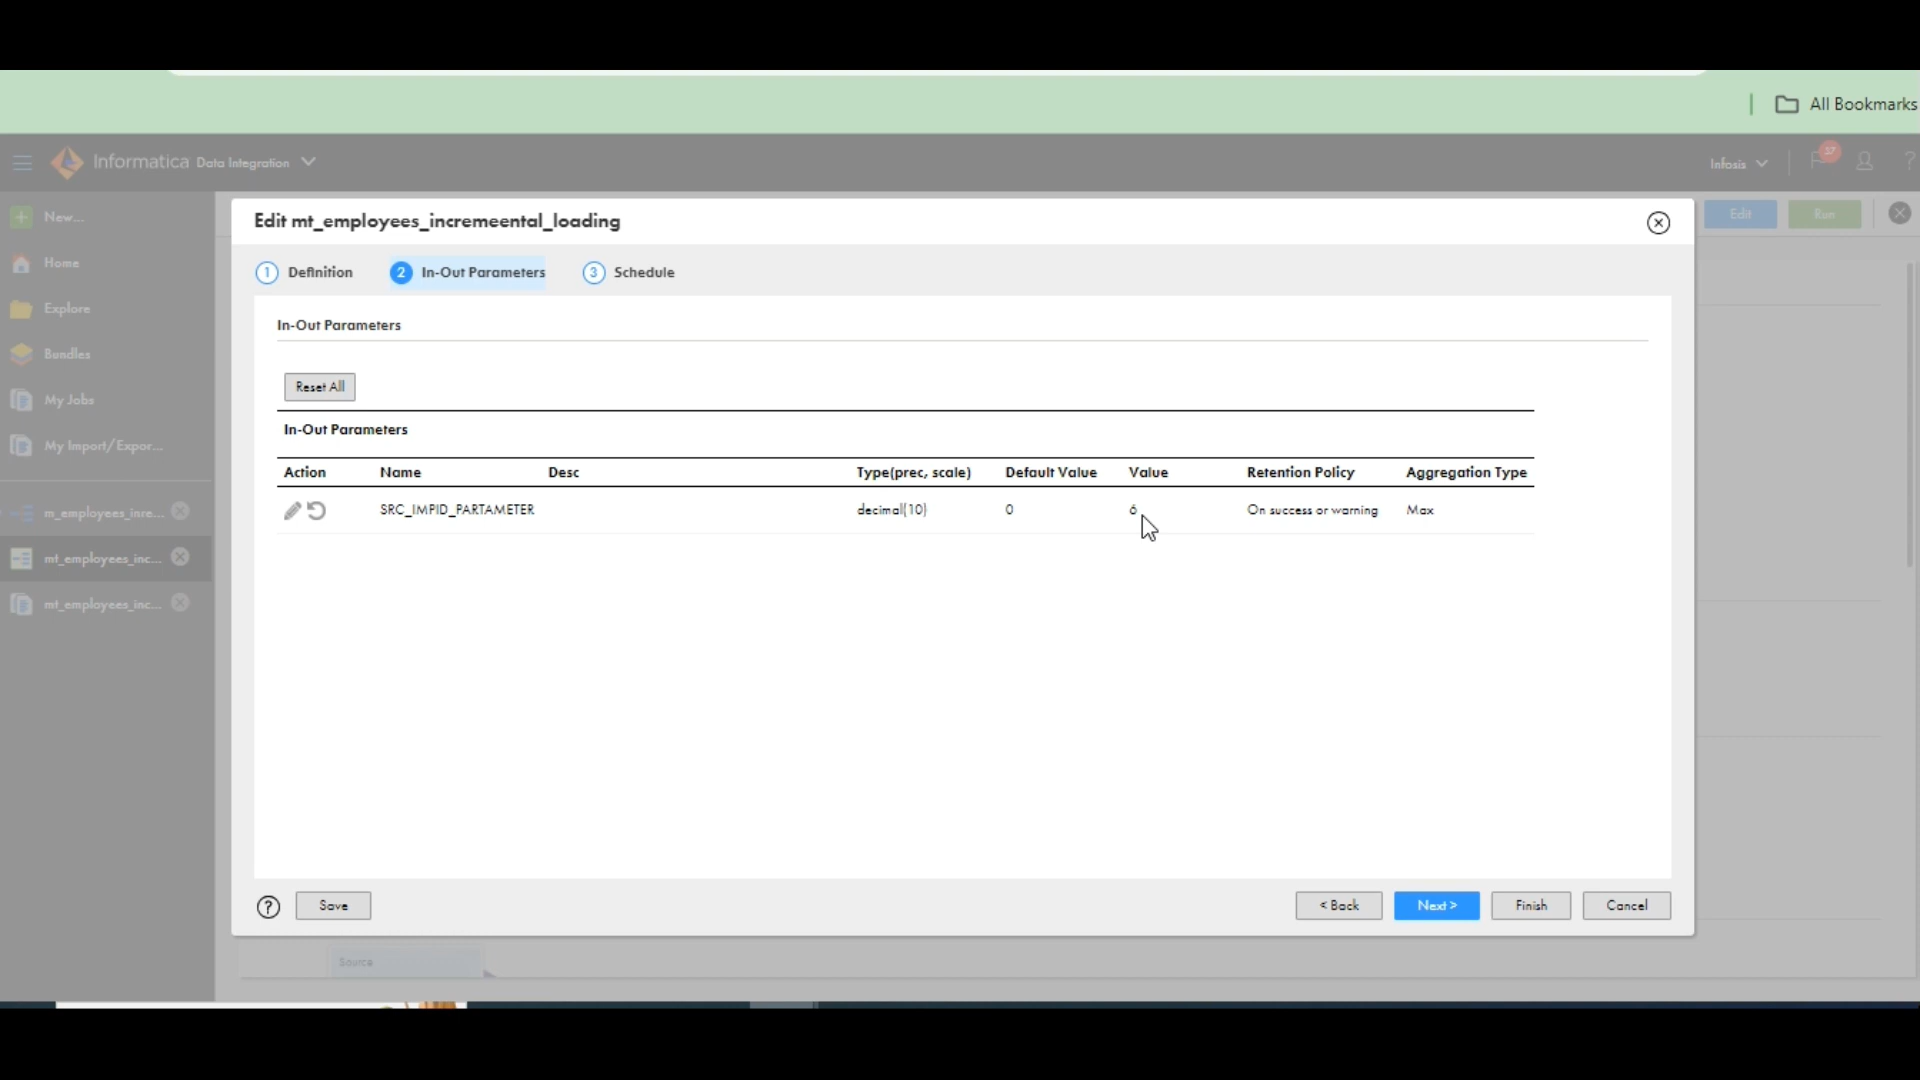 All Bookmarks
Informatica Data Integration
Infosis
37
?
New...
Home
Explore
Bundles
My Jobs
My Import/Expor...
m_employees_inre...
mt_employees_inc...
mt_employees_inc...
Edit
Run
Edit mt_employees_incremeental_loading
1 Definition
2 In-Out Parameters
3 Schedule
In-Out Parameters
Reset All
In-Out Parameters
Action Name Desc Type(prec, scale) Default Value Value Retention Policy Aggregation Type
SRC_IMPID_PARTAMETER decimal(10) 0 6 On success or warning Max
? Save
< Back Next > Finish Cancel
Source